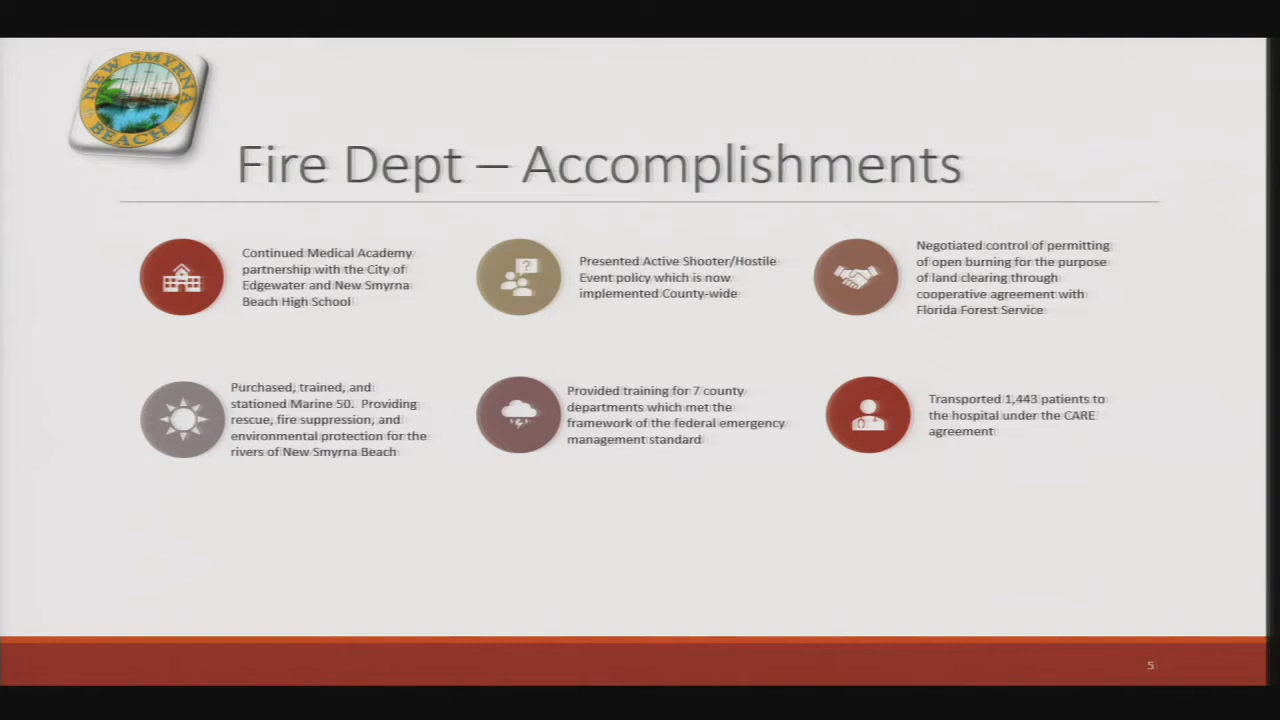 NEW SMYRNA
BEACH
Fire Dept – Accomplishments
Continued Medical Academy
partnership with the City of
Edgewater and New Smyrna
Beach High School
?
Presented Active Shooter/Hostile
Event policy which is now
implemented County-wide
Negotiated control of permitting
of open burning for the purpose
of land clearing through
cooperative agreement with
Florida Forest Service
Purchased, trained, and
stationed Marine 50.  Providing
rescue, fire suppression, and
environmental protection for the
rivers of New Smyrna Beach
Provided training for 7 county
departments which met the
framework of the federal emergency
management standard
Transported 1,443 patients to
the hospital under the CARE
agreement
5